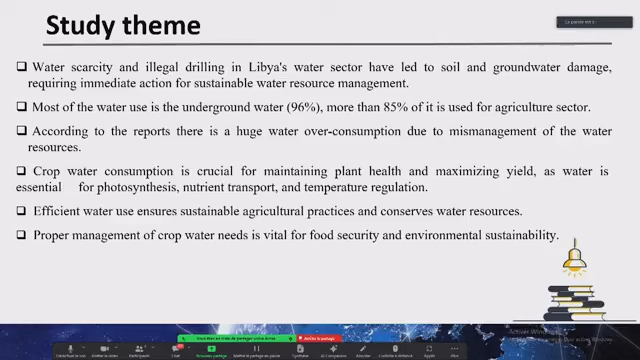 Study theme
Water scarcity and illegal drilling in Libya's water sector have led to soil and groundwater damage,
requiring immediate action for sustainable water resource management.
Most of the water use is the underground water (96%), more than 85% of it is used for agriculture sector.
According to the reports there is a huge water over-consumption due to mismanagement of the water
resources.
Crop water consumption is crucial for maintaining plant health and maximizing yield, as water is
essential for photosynthesis, nutrient transport, and temperature regulation.
Efficient water use ensures sustainable agricultural practices and conserves water resources.
Proper management of crop water needs is vital for food security and environmental sustainability.
Participants
Chat